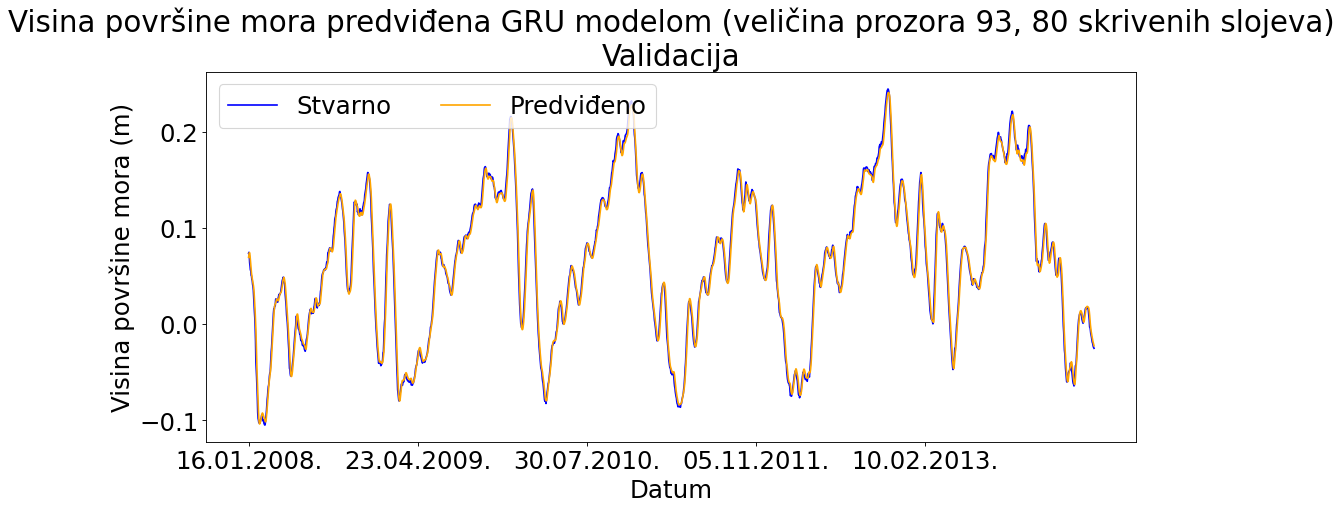 Visina površine mora predviđena GRU modelom (veličina prozora 93, 80 skrivenih slojeva)
Validacija
Stvarno Predviđeno
Visina površine mora (m)
0.2
0.1
0.0
−0.1
16.01.2008. 23.04.2009. 30.07.2010. 05.11.2011. 10.02.2013.
Datum